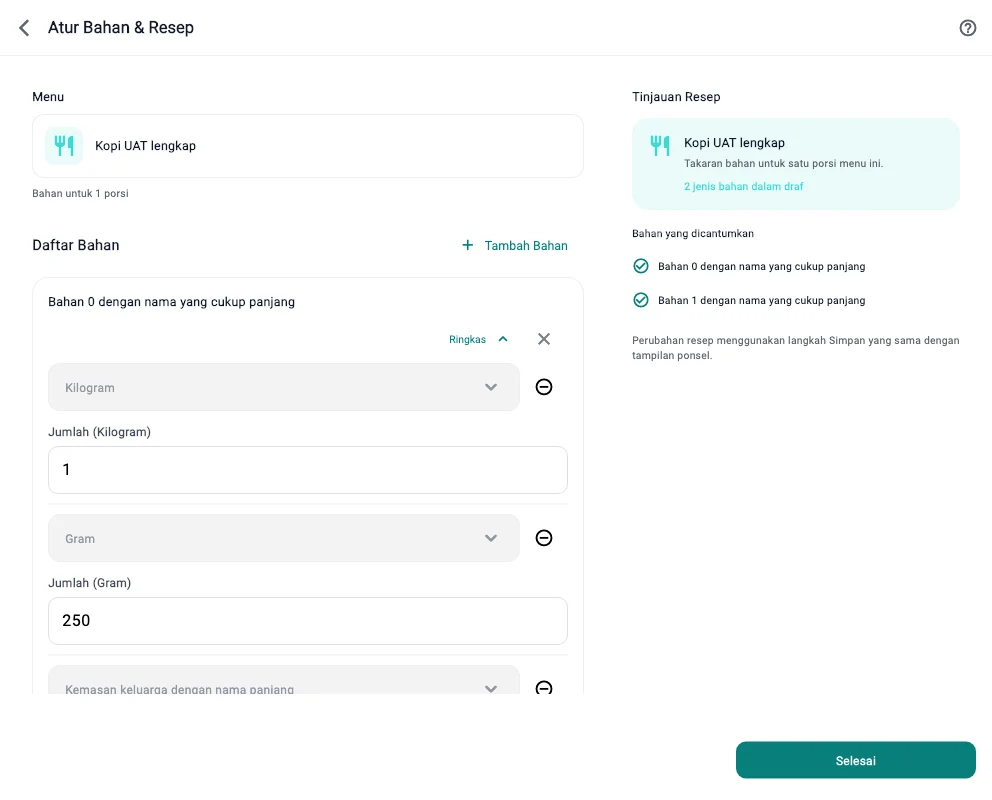 Atur Bahan & Resep
Menu
Kopi UAT lengkap
Bahan untuk 1 porsi
Daftar Bahan
Tambah Bahan
Bahan 0 dengan nama yang cukup panjang
Ringkas
Kilogram
Jumlah (Kilogram)
1
Gram
Jumlah (Gram)
250
Kemasan keluarga dengan nama panjang
Tinjauan Resep
Kopi UAT lengkap
Takaran bahan untuk satu porsi menu ini.
2 jenis bahan dalam draf
Bahan yang dicantumkan
Bahan 0 dengan nama yang cukup panjang
Bahan 1 dengan nama yang cukup panjang
Perubahan resep menggunakan langkah Simpan yang sama dengan
tampilan ponsel.
Selesai